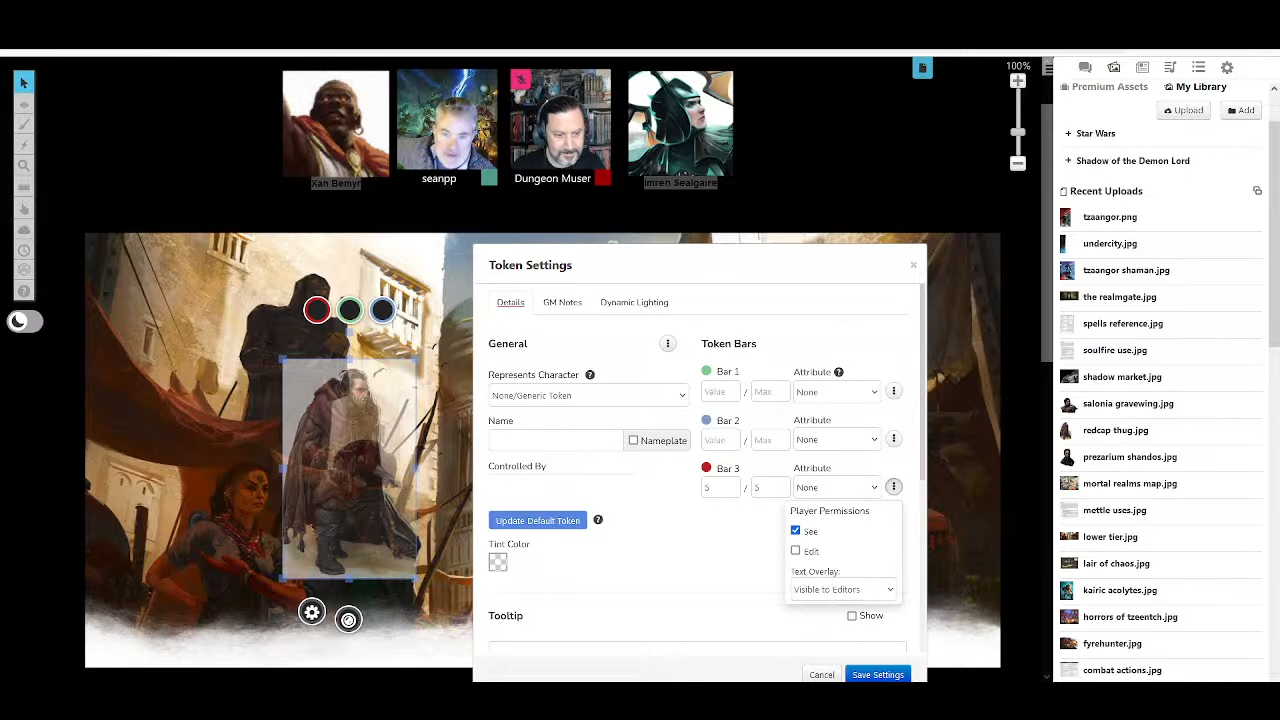 100%
Xan Bemyr
seanpp
Dungeon Muser
Imren Sealgaire
Premium Assets
My Library
Upload
Add
+ Star Wars
+ Shadow of the Demon Lord
Recent Uploads
tzaangor.png
undercity.jpg
tzaangor shaman.jpg
the realmgate.jpg
spells reference.jpg
soulfire use.jpg
shadow market.jpg
salonia gravewing.jpg
redcap thug.jpg
prezarium shandos.jpg
mortal realms map.jpg
mettle uses.jpg
lower tier.jpg
lair of chaos.jpg
kairic acolytes.jpg
horrors of tzeentch.jpg
fyrehunter.jpg
combat actions.jpg
Token Settings
Details
GM Notes
Dynamic Lighting
General
Represents Character
None/Generic Token
Name
Nameplate
Controlled By
Update Default Token
Tint Color
Token Bars
Bar 1
Attribute
Value / Max
None
Bar 2
Attribute
Value / Max
None
Bar 3
Attribute
5 / 5
None
Player Permissions
See
Edit
Text Overlay:
Visible to Editors
Tooltip
Show
Cancel
Save Settings